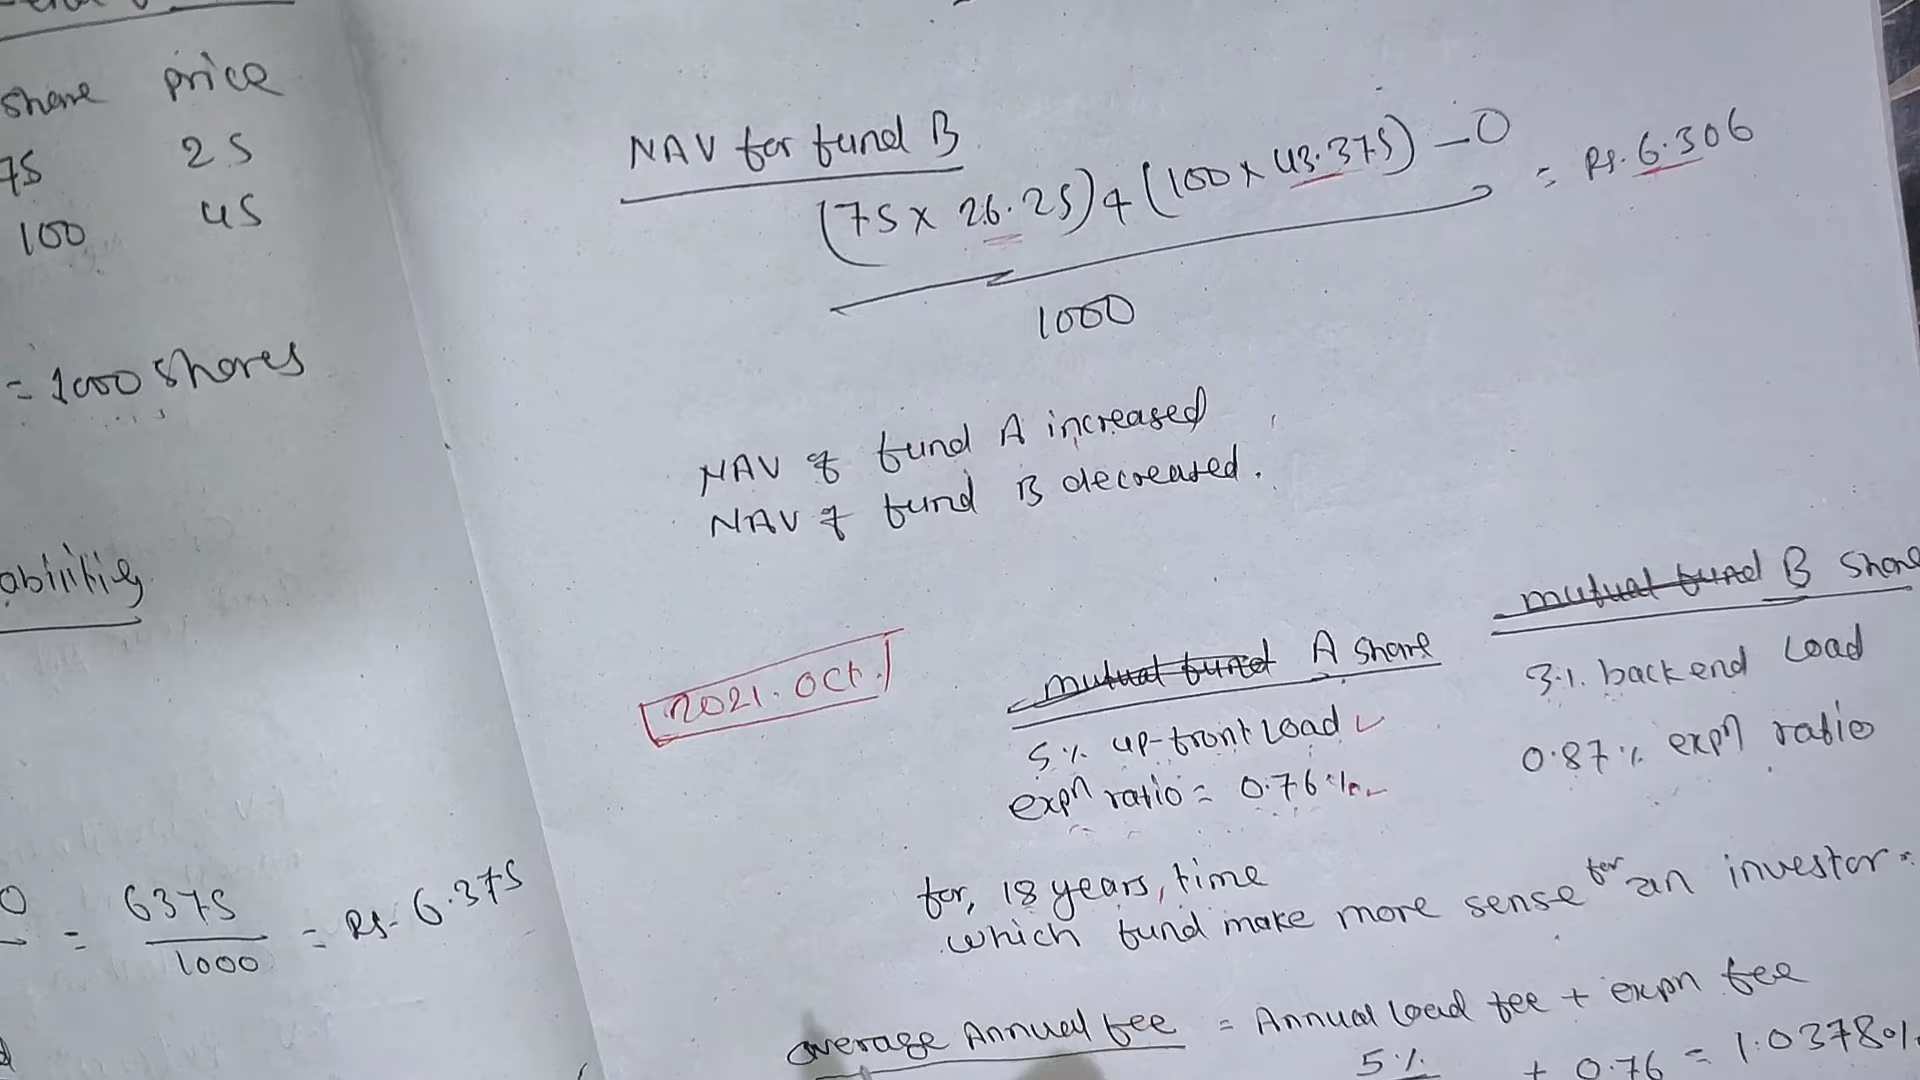 share price
75 25
100 45
= 1000 shares
abilities
= 6375 / 1000 = Rs. 6.375
NAV for fund B
(75 x 26.25) + (100 x 43.375) - 0 = Rs. 6.306
1000
NAV of fund A increased
NAV of fund B decreased.
2021. Oct.
mutual fund A share
5% up-front Load
expn ratio = 0.76%
mutual fund B share
3% backend Load
0.87% expn ratio
for, 18 years, time
which fund make more sense for an investor
average Annual fee = Annual Load fee + expn fee
5% + 0.76 = 1.0378%